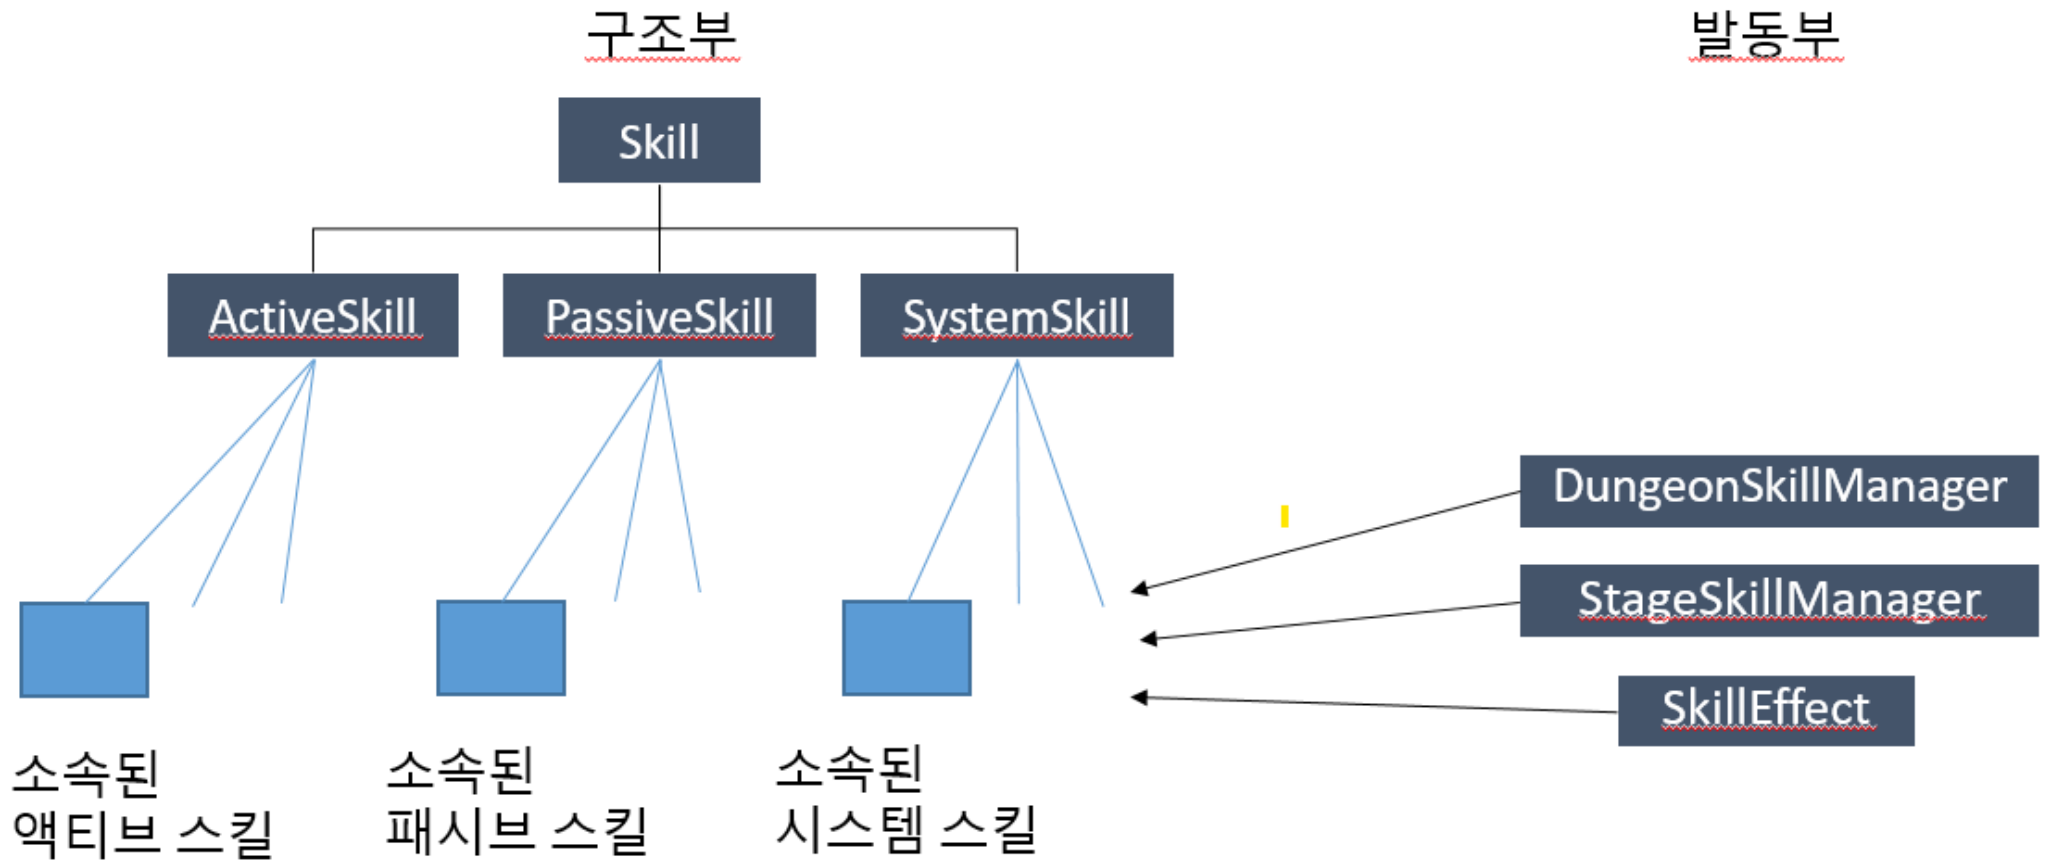 구조부
발동부
Skill
ActiveSkill
PassiveSkill
SystemSkill
DungeonSkillManager
StageSkillManager
SkillEffect
소속된
액티브 스킬
소속된
패시브 스킬
소속된
시스템 스킬